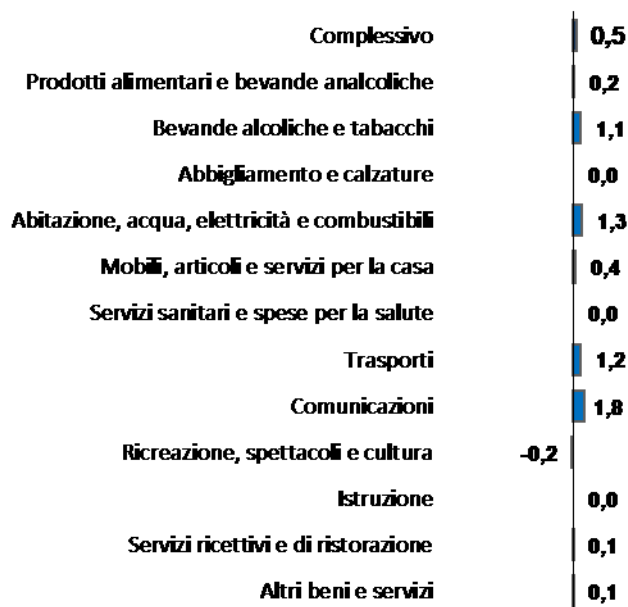 Complessivo 0,5
Prodotti alimentari e bevande analcoliche 0,2
Bevande alcoliche e tabacchi 1,1
Abbigliamento e calzature 0,0
Abitazione, acqua, elettricità e combustibili 1,3
Mobili, articoli e servizi per la casa 0,4
Servizi sanitari e spese per la salute 0,0
Trasporti 1,2
Comunicazioni 1,8
Ricreazione, spettacoli e cultura -0,2
Istruzione 0,0
Servizi ricettivi e di ristorazione 0,1
Altri beni e servizi 0,1